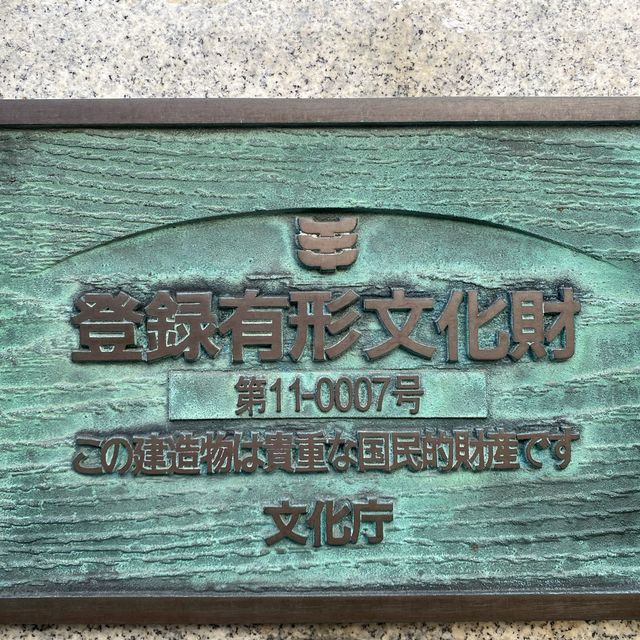 登録有形文化財
第11-0007号
この建造物は貴重な国民的財産です
文化庁